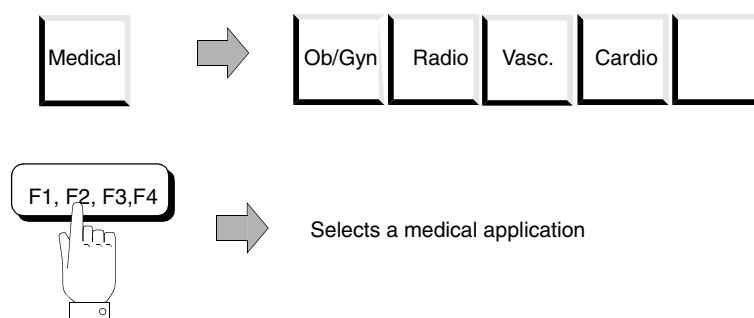 Medical Ob/Gyn Radio Vasc. Cardio
F1, F2, F3,F4
Selects a medical application